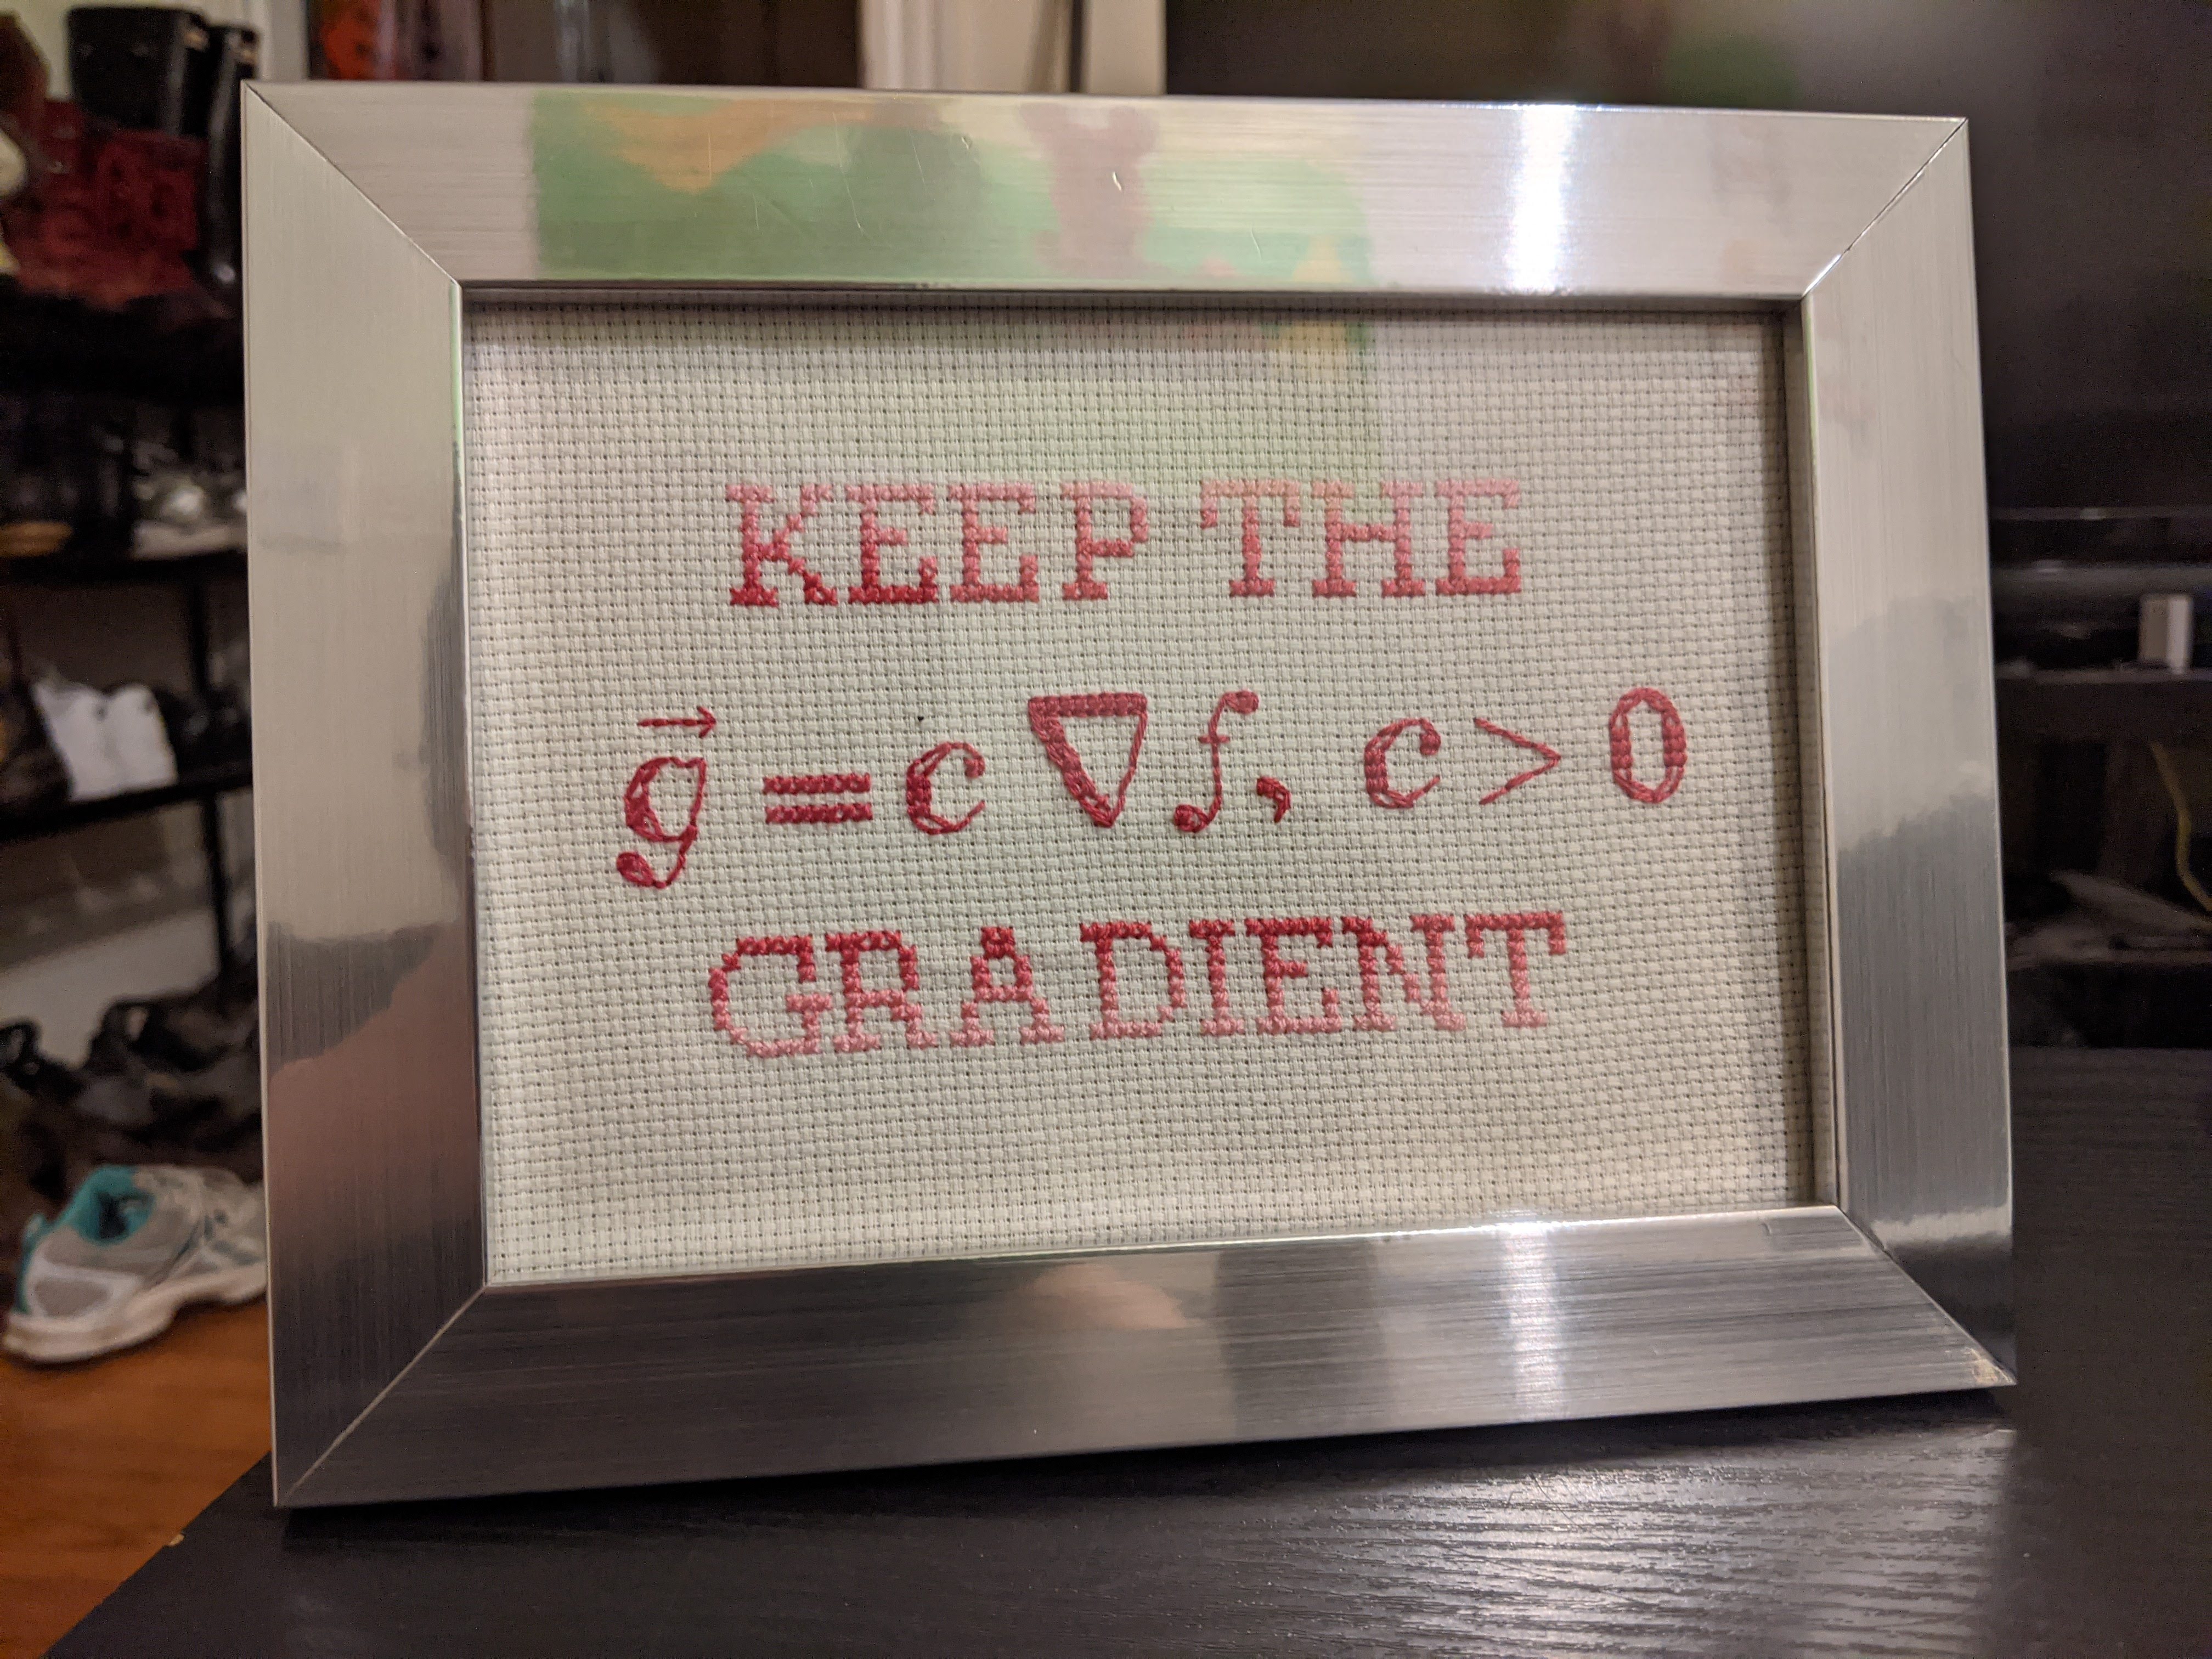 KEEP THE
g⃗ = c ∇f, c > 0
GRADIENT